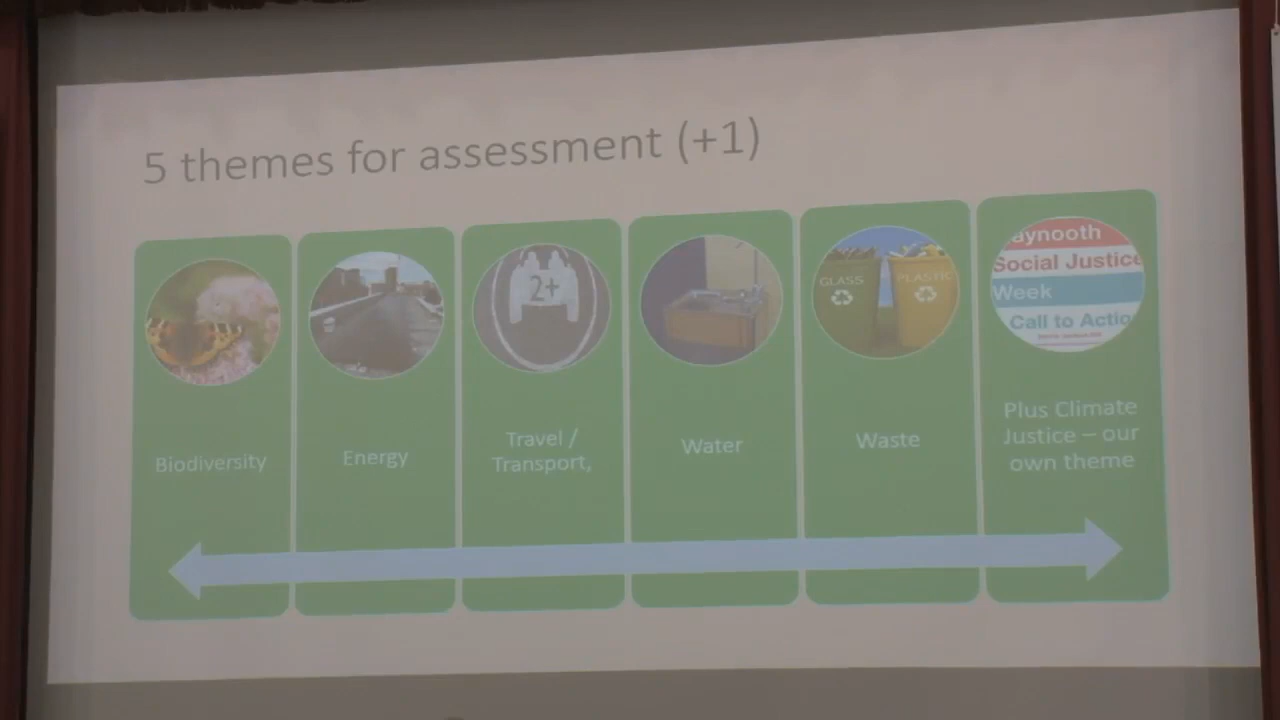 5 themes for assessment (+1)
2+
GLASS
PLASTIC
aynooth
Social Justice
Week
Call to Actio
Biodiversity
Energy
Travel /
Transport,
Water
Waste
Plus Climate
Justice – our
own theme